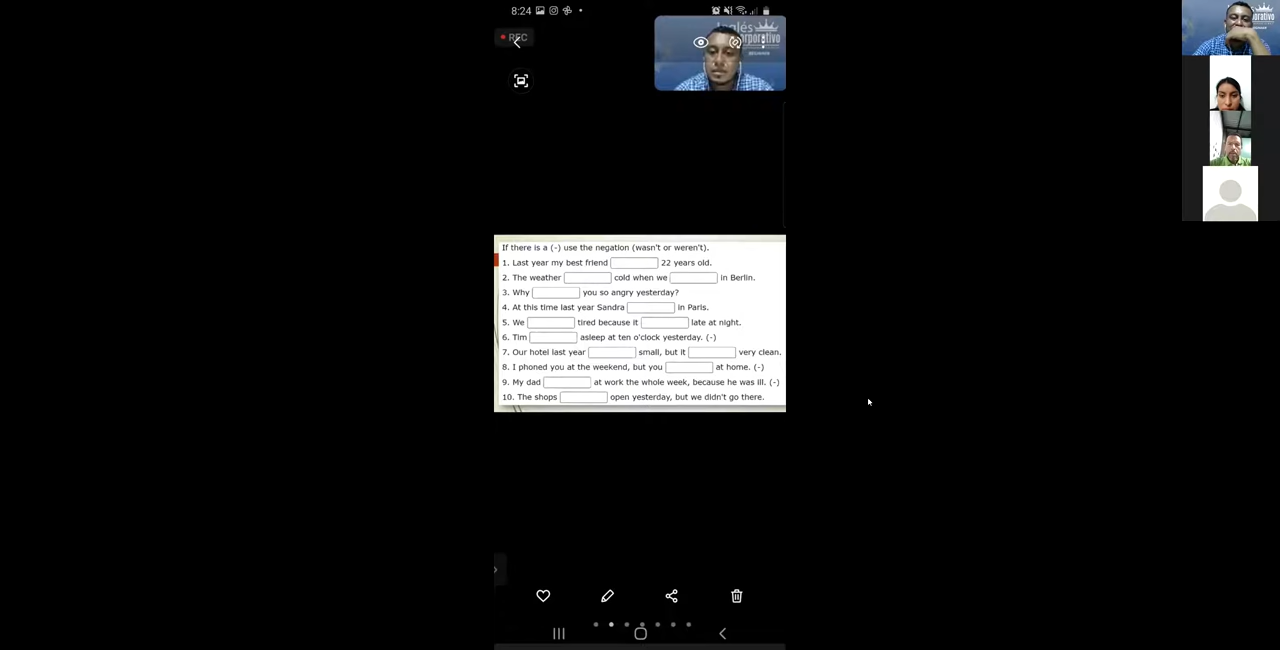 8:24
REC
Inglés
rporativo
If there is a (-) use the negation (wasn't or weren't).
1. Last year my best friend 22 years old.
2. The weather cold when we in Berlin.
3. Why you so angry yesterday?
4. At this time last year Sandra in Paris.
5. We tired because it late at night.
6. Tim asleep at ten o'clock yesterday. (-)
7. Our hotel last year small, but it very clean.
8. I phoned you at the weekend, but you at home. (-)
9. My dad at work the whole week, because he was ill. (-)
10. The shops open yesterday, but we didn't go there.